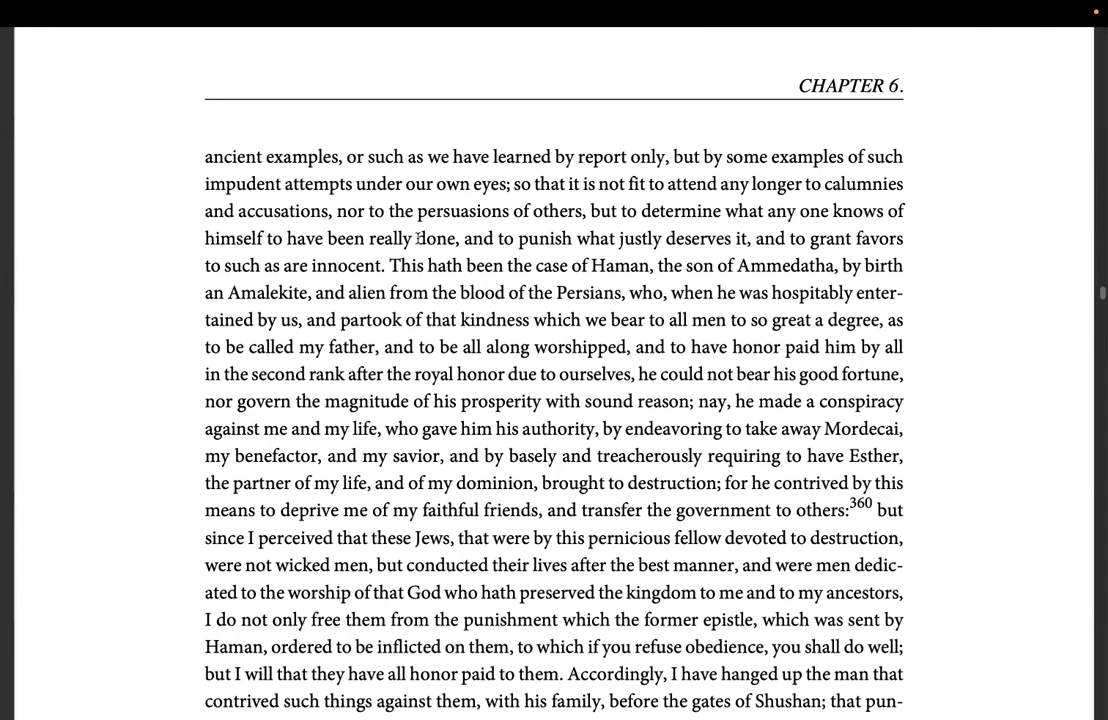 CHAPTER 6.
ancient examples, or such as we have learned by report only, but by some examples of such
impudent attempts under our own eyes; so that it is not fit to attend any longer to calumnies
and accusations, nor to the persuasions of others, but to determine what any one knows of
himself to have been really done, and to punish what justly deserves it, and to grant favors
to such as are innocent. This hath been the case of Haman, the son of Ammedatha, by birth
an Amalekite, and alien from the blood of the Persians, who, when he was hospitably enter-
tained by us, and partook of that kindness which we bear to all men to so great a degree, as
to be called my father, and to be all along worshipped, and to have honor paid him by all
in the second rank after the royal honor due to ourselves, he could not bear his good fortune,
nor govern the magnitude of his prosperity with sound reason; nay, he made a conspiracy
against me and my life, who gave him his authority, by endeavoring to take away Mordecai,
my benefactor, and my savior, and by basely and treacherously requiring to have Esther,
the partner of my life, and of my dominion, brought to destruction; for he contrived by this
means to deprive me of my faithful friends, and transfer the government to others:360 but
since I perceived that these Jews, that were by this pernicious fellow devoted to destruction,
were not wicked men, but conducted their lives after the best manner, and were men dedic-
ated to the worship of that God who hath preserved the kingdom to me and to my ancestors,
I do not only free them from the punishment which the former epistle, which was sent by
Haman, ordered to be inflicted on them, to which if you refuse obedience, you shall do well;
but I will that they have all honor paid to them. Accordingly, I have hanged up the man that
contrived such things against them, with his family, before the gates of Shushan; that pun-